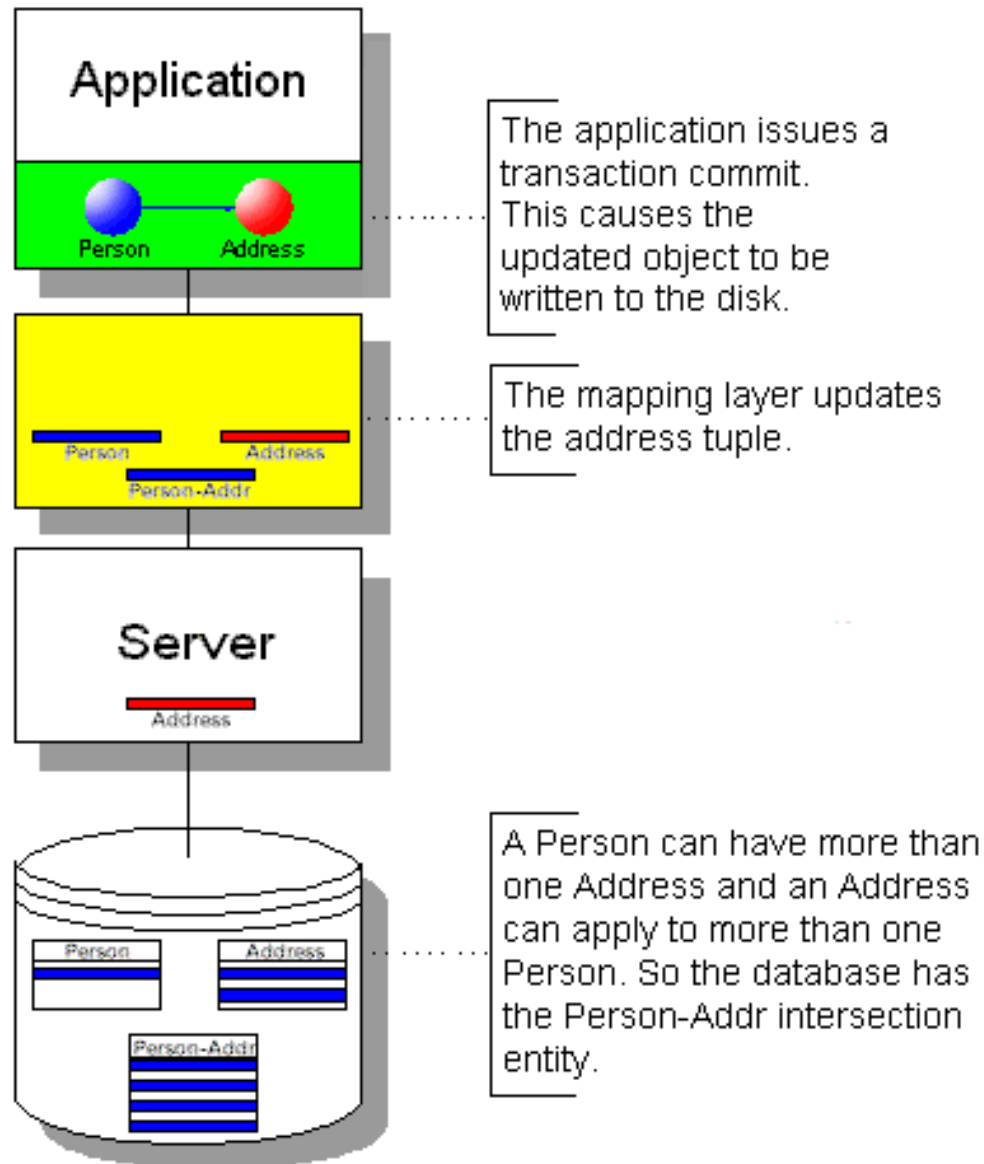 Application
Person
Address
The application issues a
transaction commit.
This causes the
updated object to be
written to the disk.
Person
Address
Person-Addr
The mapping layer updates
the address tuple.
Server
Address
Person
Address
Person-Addr
A Person can have more than
one Address and an Address
can apply to more than one
Person. So the database has
the Person-Addr intersection
entity.